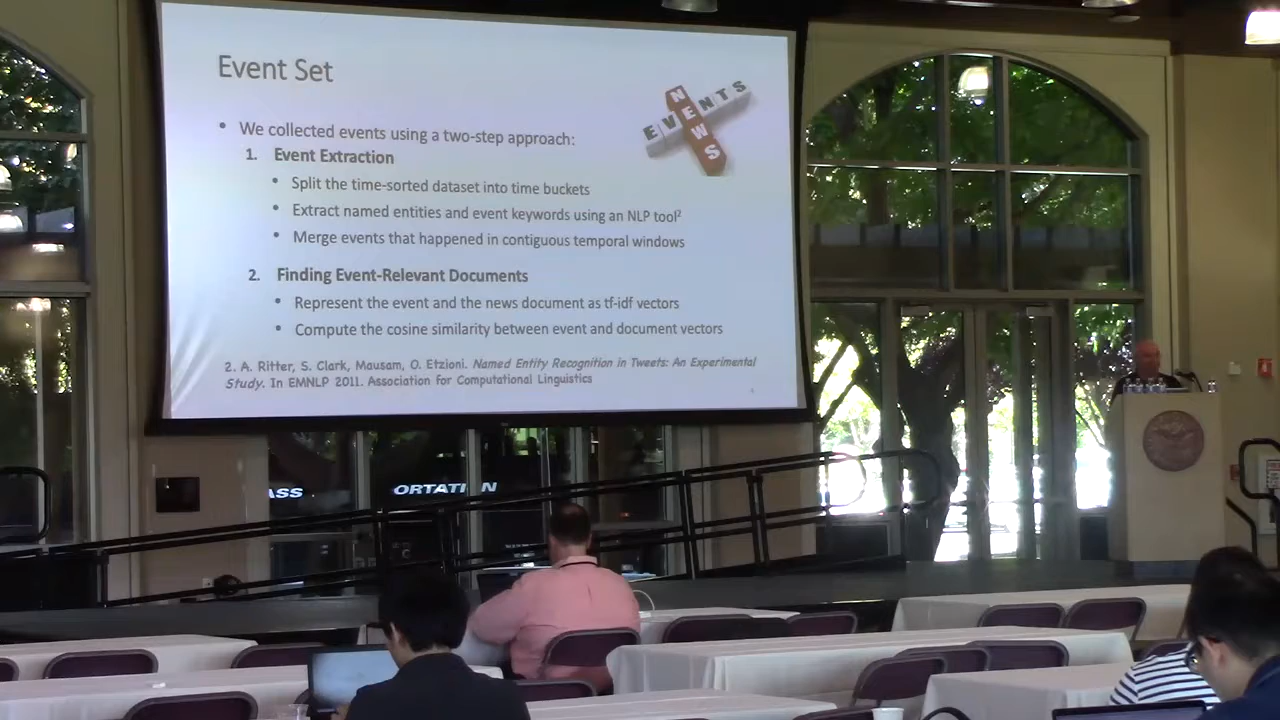 Event Set
EVENTS
NEWS
• We collected events using a two-step approach:
1. Event Extraction
• Split the time-sorted dataset into time buckets
• Extract named entities and event keywords using an NLP tool²
• Merge events that happened in contiguous temporal windows
2. Finding Event-Relevant Documents
• Represent the event and the news document as tf-idf vectors
• Compute the cosine similarity between event and document vectors
2. A. Ritter, S. Clark, Mausam, O. Etzioni. Named Entity Recognition in Tweets: An Experimental
Study. In EMNLP 2011. Association for Computational Linguistics
ASS
ORTATION